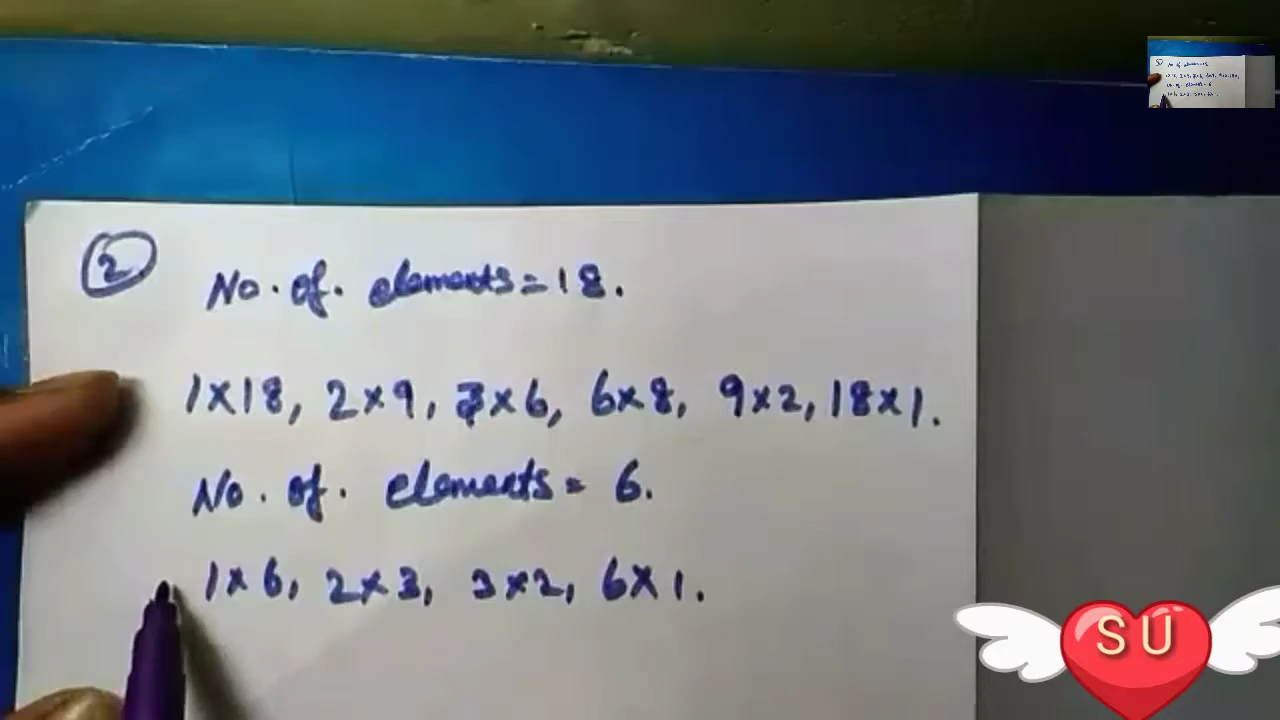 2
No. of. elements = 18.
1×18, 2×9, 3×6, 6×8, 9×2, 18×1.
No. of. elements = 6.
1×6, 2×3, 3×2, 6×1.
SU